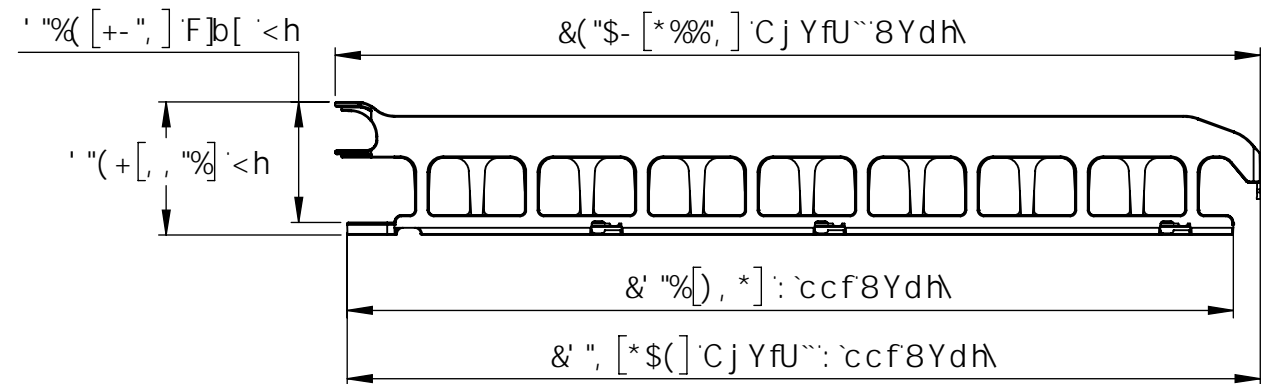 ' "%( [+-", ] ˙F]b[ ˙<h
&( "$- [*%%", ] ˙Cj YfU``˙8Ydh\
' "( +[, , "%] ˙<h
&' "%[) , *] ˙: `ccf˙8Ydh\
&' ", [*$(] ˙Cj YfU``˙: `ccf˙8Ydh\